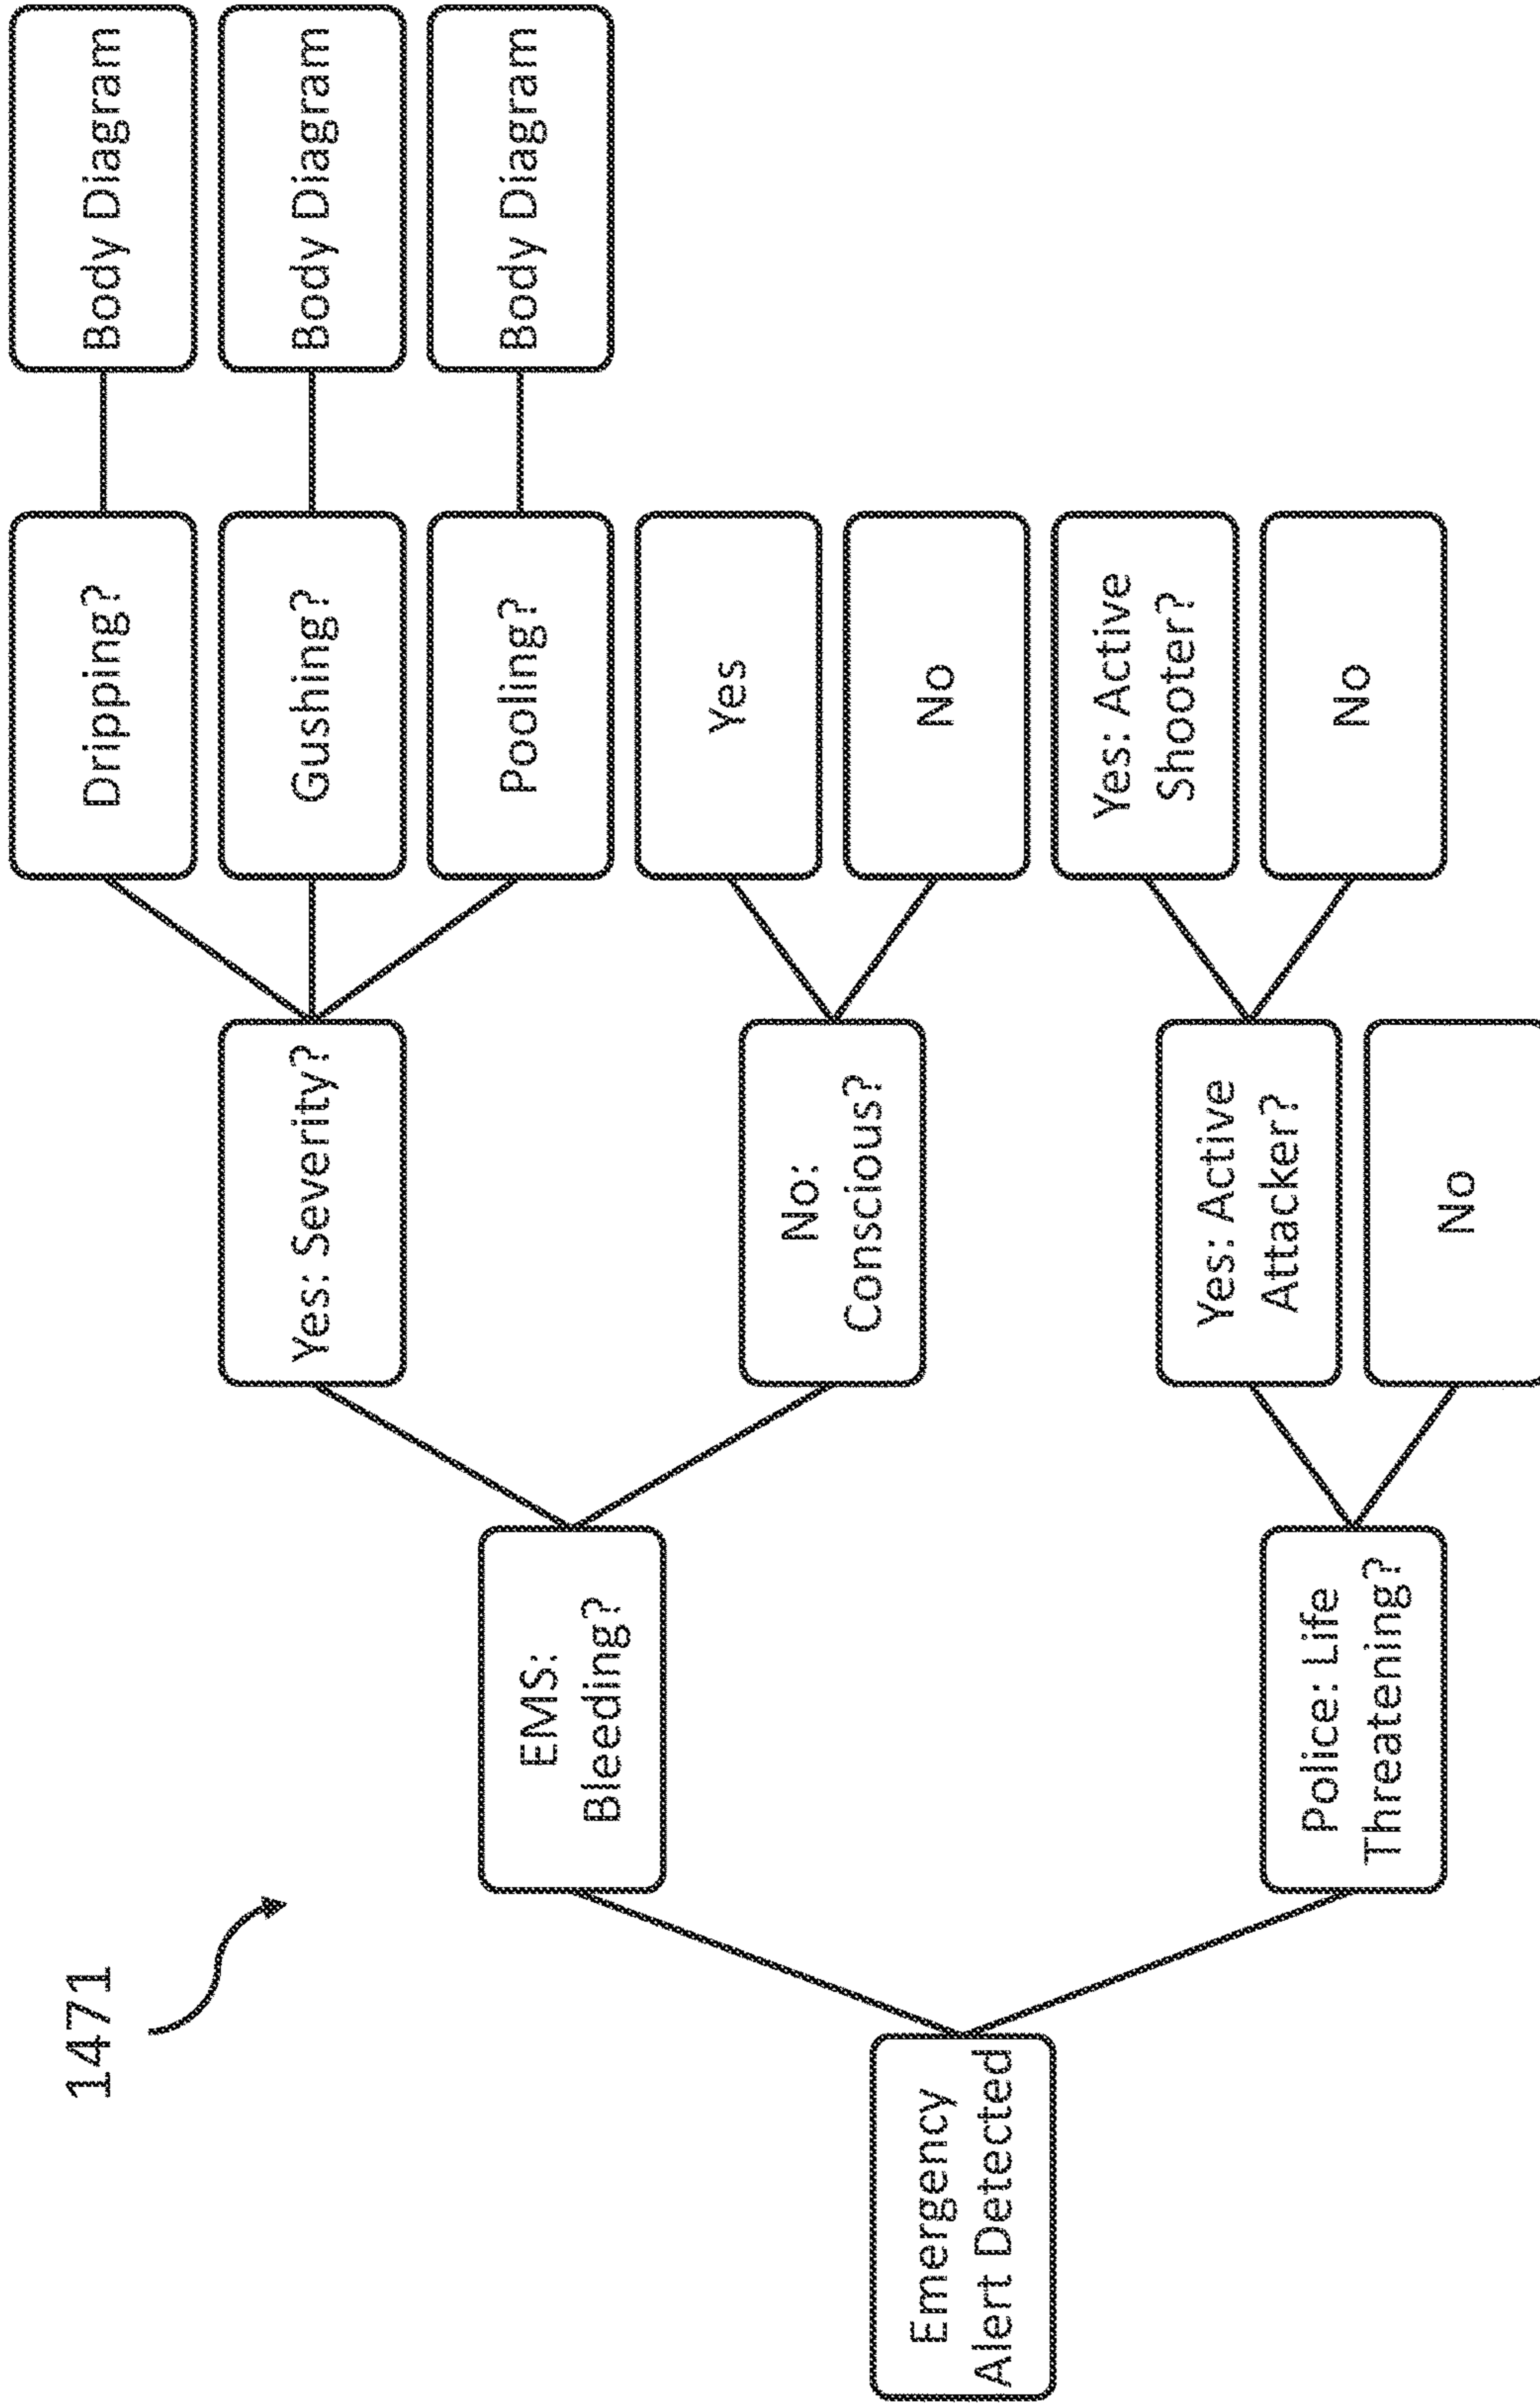 1471
Emergency
Alert Detected
EMS:
Bleeding?
Police: Life
Threatening?
Yes: Severity?
No:
Conscious?
Yes: Active
Attacker?
No
Dripping?
Gushing?
Pooling?
Yes
No
Yes: Active
Shooter?
No
Body Diagram
Body Diagram
Body Diagram